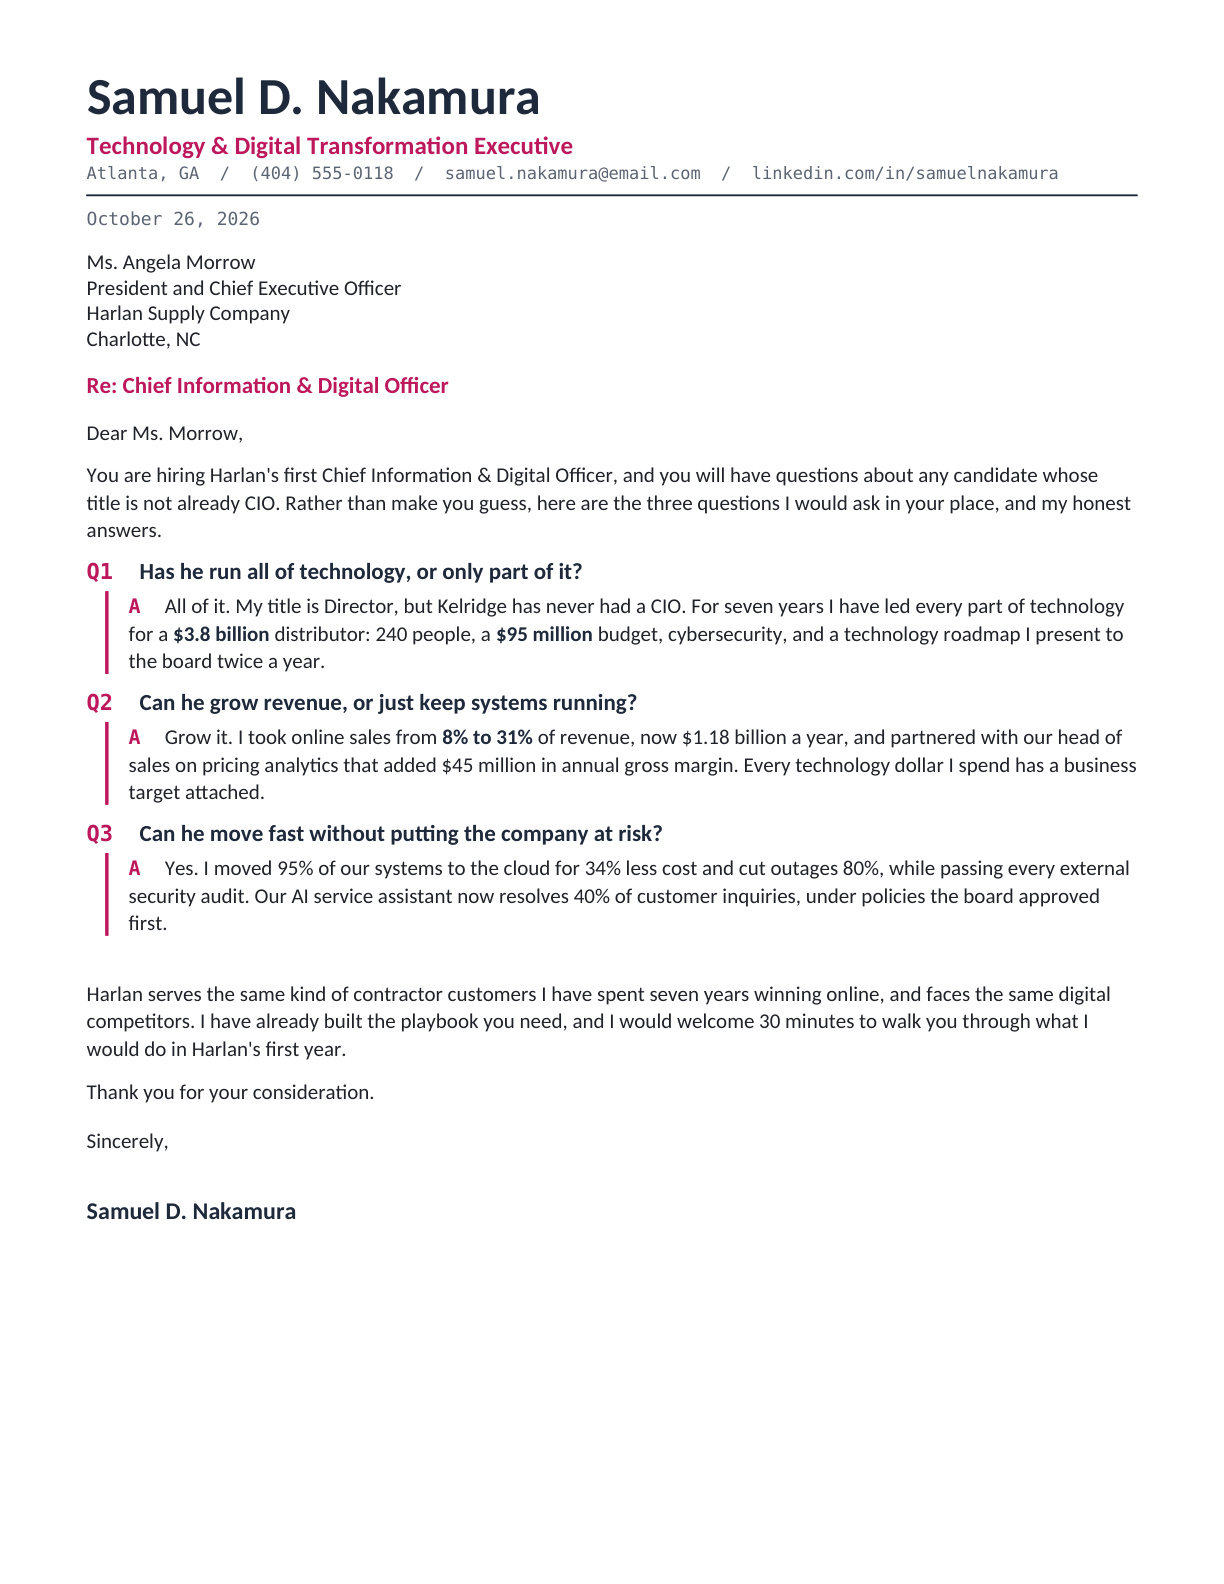 Samuel D. Nakamura
Technology & Digital Transformation Executive
Atlanta, GA / (404) 555-0118 / samuel.nakamura@email.com / linkedin.com/in/samuelnakamura
October 26, 2026
Ms. Angela Morrow
President and Chief Executive Officer
Harlan Supply Company
Charlotte, NC
Re: Chief Information & Digital Officer
Dear Ms. Morrow,
You are hiring Harlan's first Chief Information & Digital Officer, and you will have questions about any candidate whose
title is not already CIO. Rather than make you guess, here are the three questions I would ask in your place, and my honest
answers.
Q1 Has he run all of technology, or only part of it?
A All of it. My title is Director, but Kelridge has never had a CIO. For seven years I have led every part of technology
for a $3.8 billion distributor: 240 people, a $95 million budget, cybersecurity, and a technology roadmap I present to
the board twice a year.
Q2 Can he grow revenue, or just keep systems running?
A Grow it. I took online sales from 8% to 31% of revenue, now $1.18 billion a year, and partnered with our head of
sales on pricing analytics that added $45 million in annual gross margin. Every technology dollar I spend has a business
target attached.
Q3 Can he move fast without putting the company at risk?
A Yes. I moved 95% of our systems to the cloud for 34% less cost and cut outages 80%, while passing every external
security audit. Our AI service assistant now resolves 40% of customer inquiries, under policies the board approved
first.
Harlan serves the same kind of contractor customers I have spent seven years winning online, and faces the same digital
competitors. I have already built the playbook you need, and I would welcome 30 minutes to walk you through what I
would do in Harlan's first year.
Thank you for your consideration.
Sincerely,
Samuel D. Nakamura